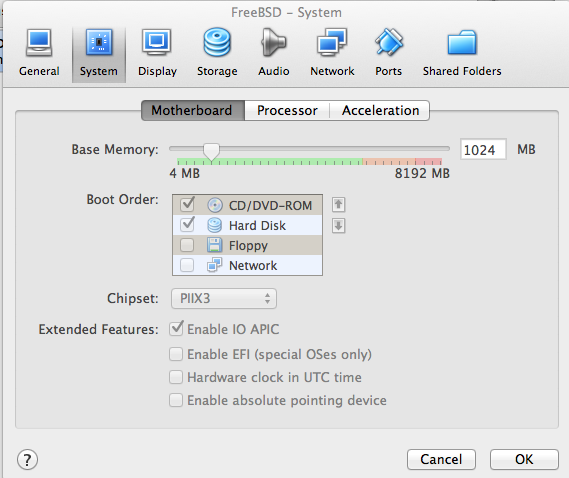 FreeBSD – System
General System Display Storage Audio Network Ports Shared Folders
Motherboard Processor Acceleration
Base Memory: 1024 MB
4 MB 8192 MB
Boot Order: CD/DVD-ROM
Hard Disk
Floppy
Network
Chipset: PIIX3
Extended Features: Enable IO APIC
Enable EFI (special OSes only)
Hardware clock in UTC time
Enable absolute pointing device
? Cancel OK